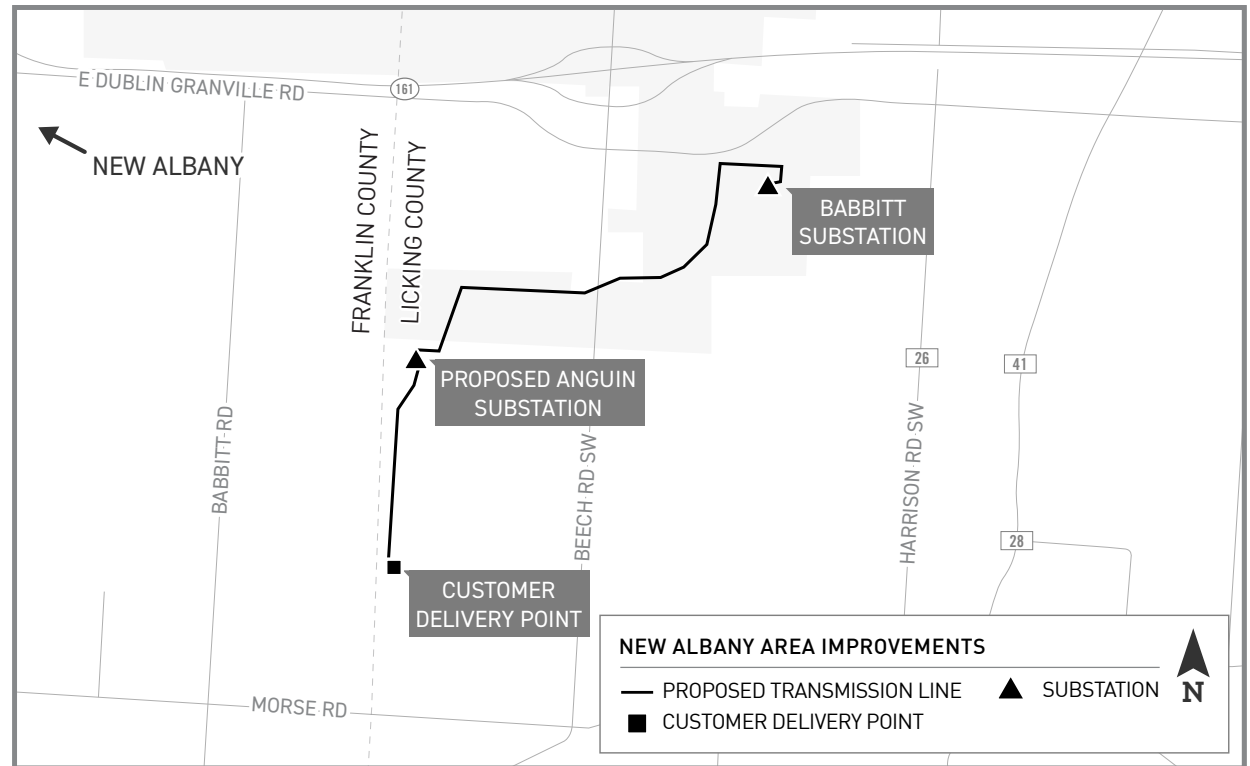 E DUBLIN GRANVILLE RD
161
NEW ALBANY
FRANKLIN COUNTY
LICKING COUNTY
BABBITT
SUBSTATION
PROPOSED ANGUIN
SUBSTATION
26
41
BABBITT RD
BEECH RD SW
HARRISON RD SW
28
CUSTOMER
DELIVERY POINT
MORSE RD
NEW ALBANY AREA IMPROVEMENTS
PROPOSED TRANSMISSION LINE
SUBSTATION
CUSTOMER DELIVERY POINT
N